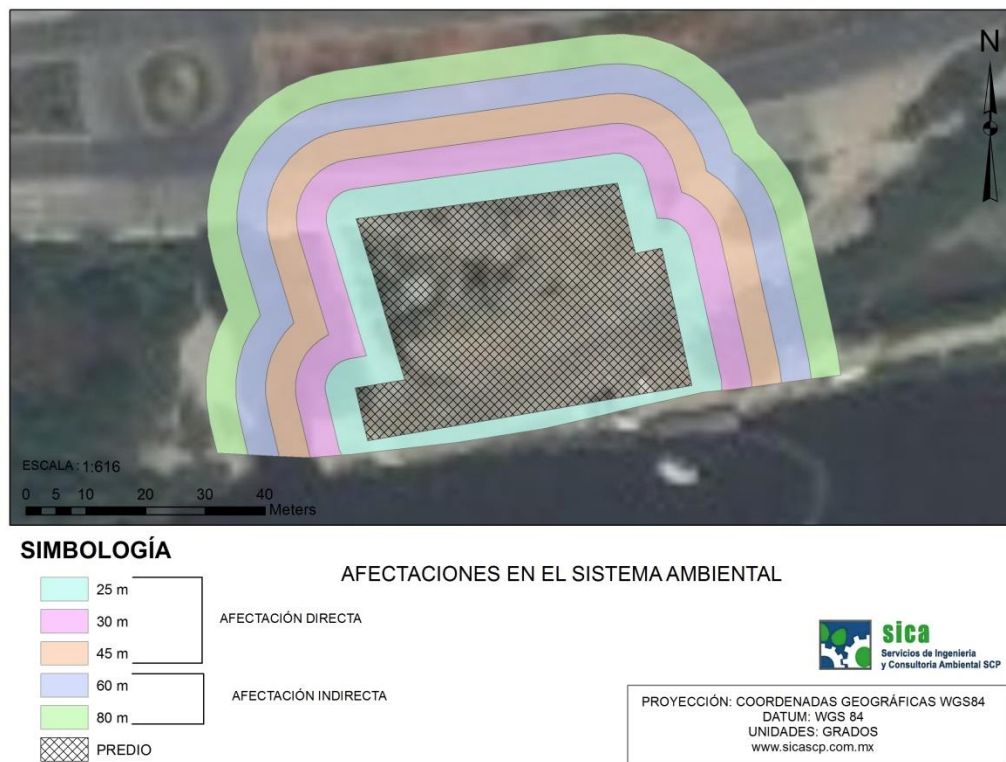 N
ESCALA : 1:616
0 5 10 20 30 40
Meters
SIMBOLOGÍA
25 m
30 m
45 m
60 m
80 m
PREDIO
AFECTACIÓN DIRECTA
AFECTACIÓN INDIRECTA
AFECTACIONES EN EL SISTEMA AMBIENTAL
sica
Servicios de Ingeniería
y Consultoría Ambiental SCP
PROYECCIÓN: COORDENADAS GEOGRÁFICAS WGS84
DATUM: WGS 84
UNIDADES: GRADOS
www.sicascp.com.mx